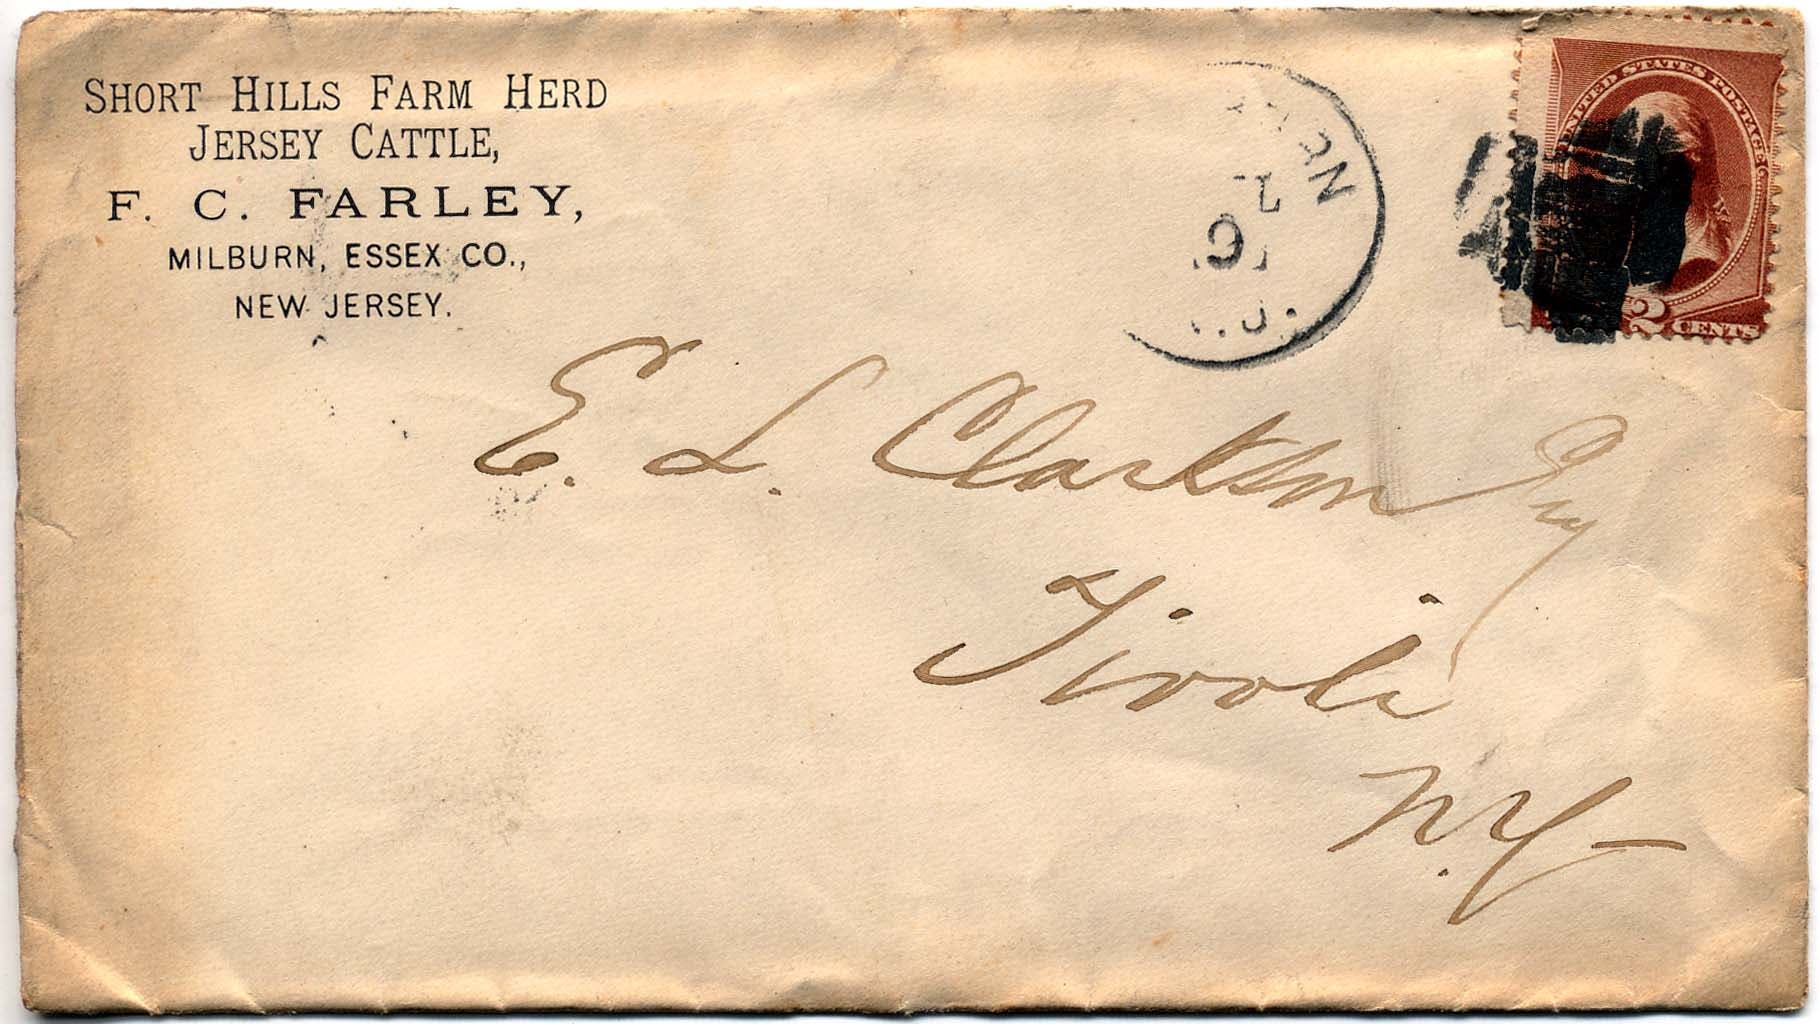 SHORT HILLS FARM HERD
JERSEY CATTLE,
F. C. FARLEY,
MILBURN, ESSEX CO.,
NEW JERSEY.
UNITED STATES POSTAGE
2 CENTS
E. L. Clarkson Esq
Tivoli
N.Y